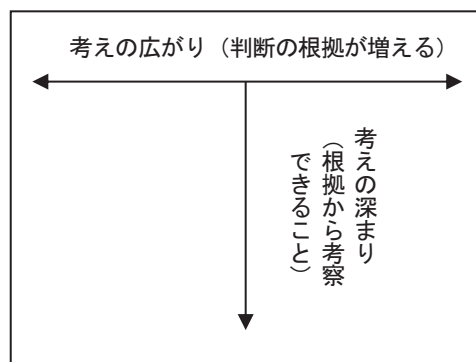 考えの広がり（判断の根拠が増える）
考えの深まり
（根拠から考察
できること）